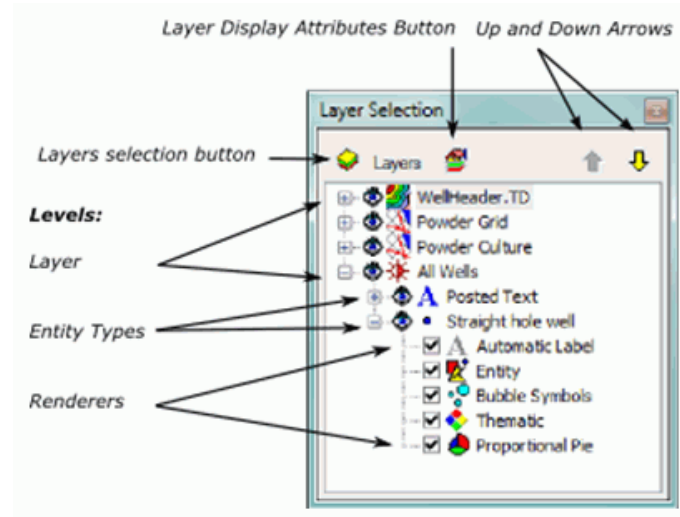 Layer Display Attributes Button Up and Down Arrows
Layer Selection
Layers selection button
Layers
Levels:
WellHeader.TD
Powder Grid
Layer
Powder Culture
All Wells
Posted Text
Entity Types
Straight hole well
Automatic Label
Entity
Renderers
Bubble Symbols
Thematic
Proportional Pie